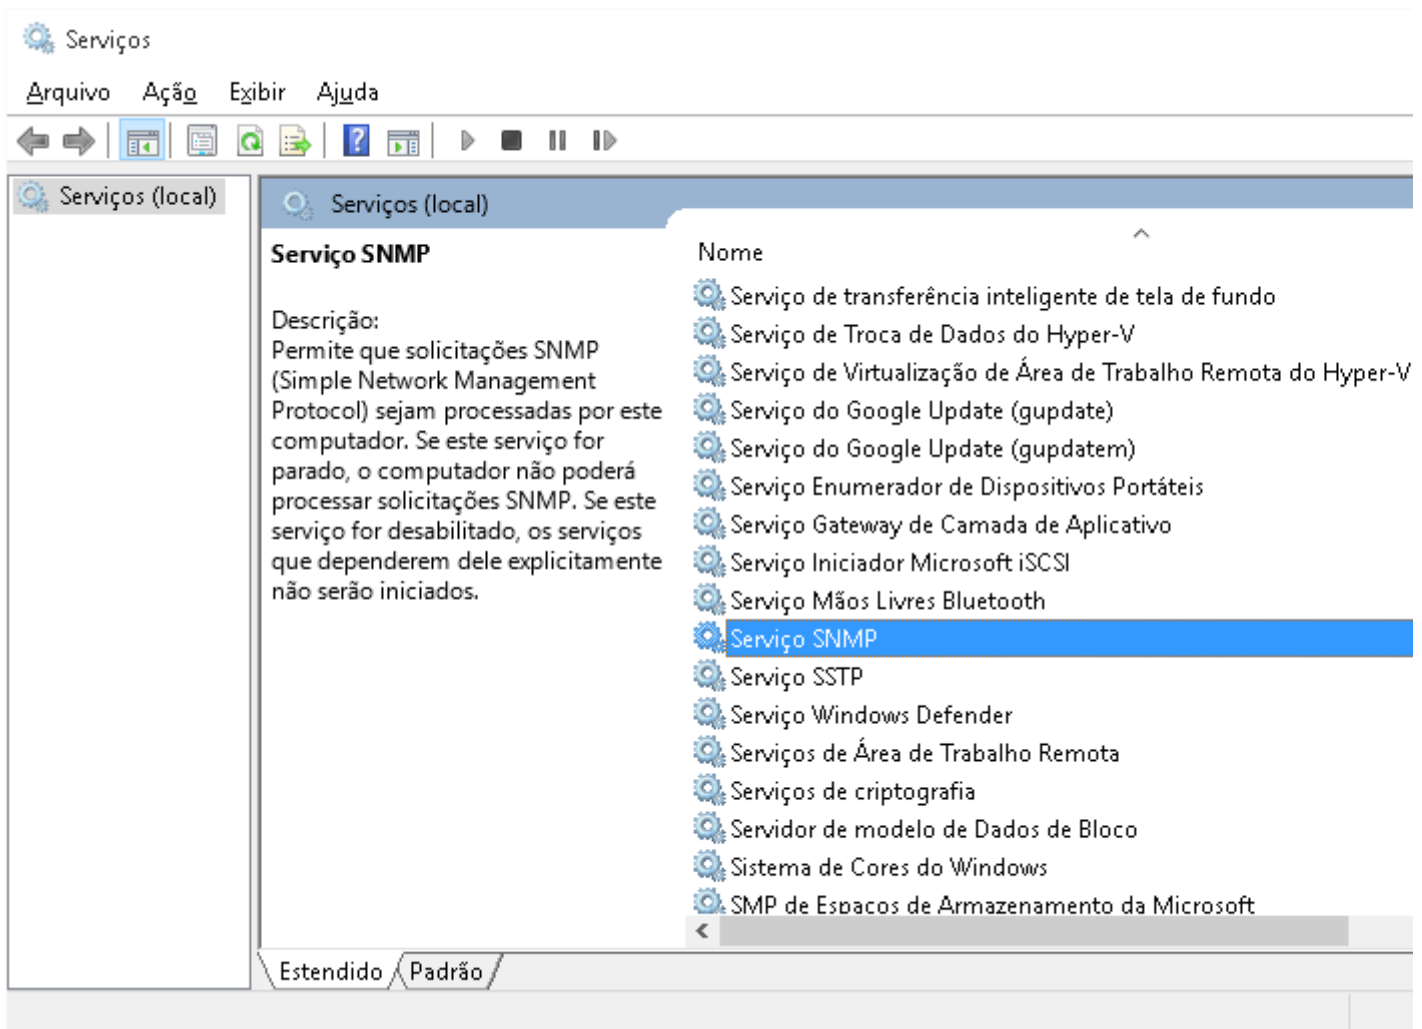 Serviços
Arquivo Ação Exibir Ajuda
Serviços (local)
Serviços (local)
Serviço SNMP
Descrição:
Permite que solicitações SNMP
(Simple Network Management
Protocol) sejam processadas por este
computador. Se este serviço for
parado, o computador não poderá
processar solicitações SNMP. Se este
serviço for desabilitado, os serviços
que dependerem dele explicitamente
não serão iniciados.
Nome
Serviço de transferência inteligente de tela de fundo
Serviço de Troca de Dados do Hyper-V
Serviço de Virtualização de Área de Trabalho Remota do Hyper-V
Serviço do Google Update (gupdate)
Serviço do Google Update (gupdatem)
Serviço Enumerador de Dispositivos Portáteis
Serviço Gateway de Camada de Aplicativo
Serviço Iniciador Microsoft iSCSI
Serviço Mãos Livres Bluetooth
Serviço SNMP
Serviço SSTP
Serviço Windows Defender
Serviços de Área de Trabalho Remota
Serviços de criptografia
Servidor de modelo de Dados de Bloco
Sistema de Cores do Windows
SMP de Espaços de Armazenamento da Microsoft
Estendido Padrão